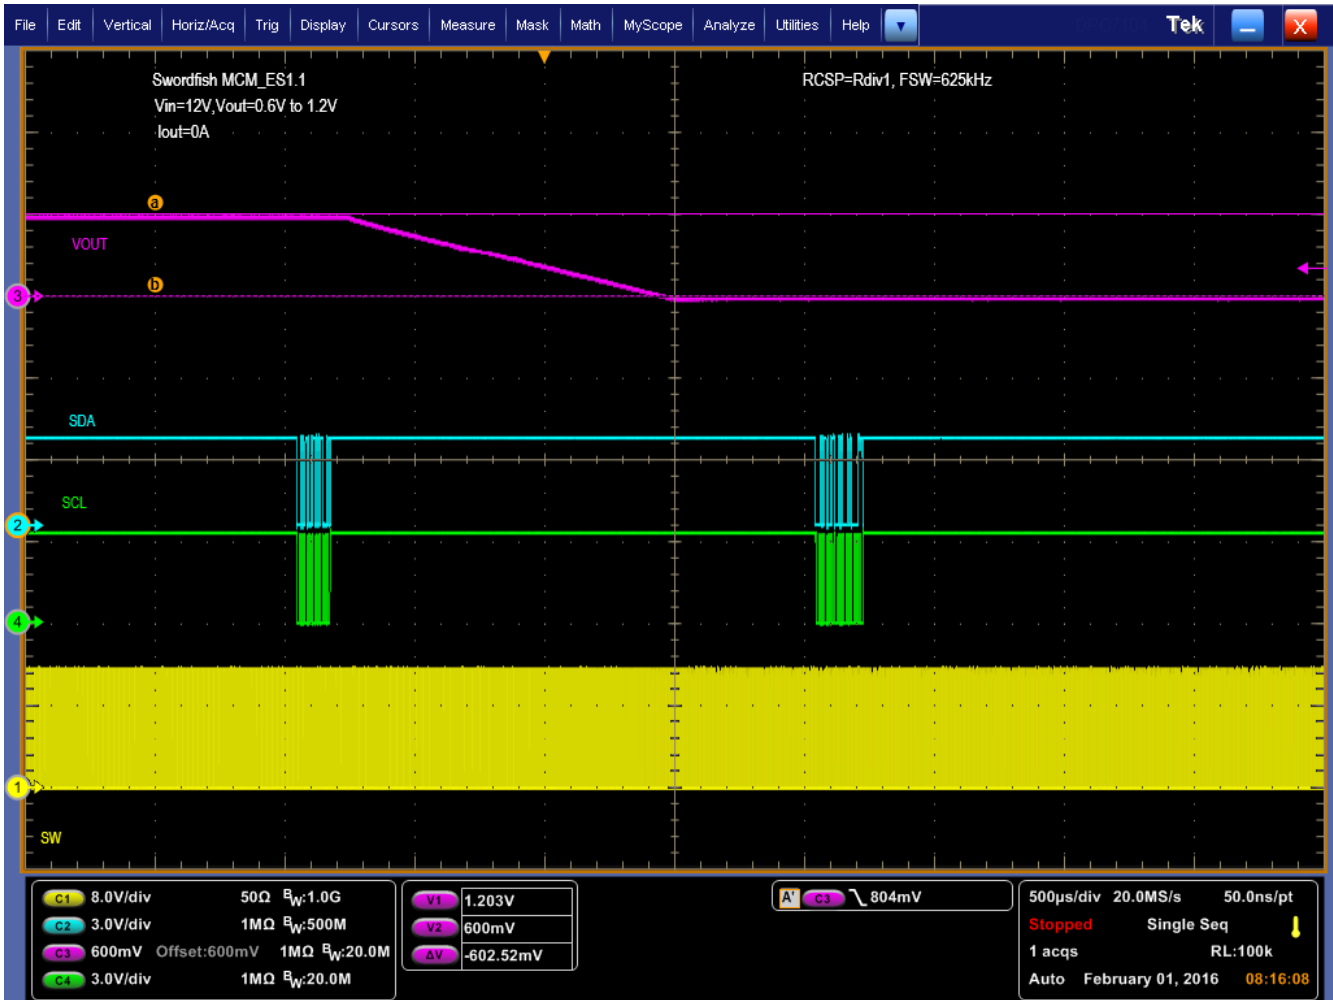 File Edit Vertical Horiz/Acq Trig Display Cursors Measure Mask Math MyScope Analyze Utilities Help Tek X
Swordfish MCM_ES1.1 RCSP=Rdiv1, FSW=625kHz
Vin=12V,Vout=0.6V to 1.2V
Iout=0A
a
VOUT
b
3
SDA
SCL
2
4
1
SW
C1 8.0V/div 50Ω BW:1.0G
C2 3.0V/div 1MΩ BW:500M
C3 600mV Offset:600mV 1MΩ BW:20.0M
C4 3.0V/div 1MΩ BW:20.0M
V1 1.203V
V2 600mV
ΔV -602.52mV
A' C3 804mV
500µs/div 20.0MS/s 50.0ns/pt
Stopped Single Seq
1 acqs RL:100k
Auto February 01, 2016 08:16:08